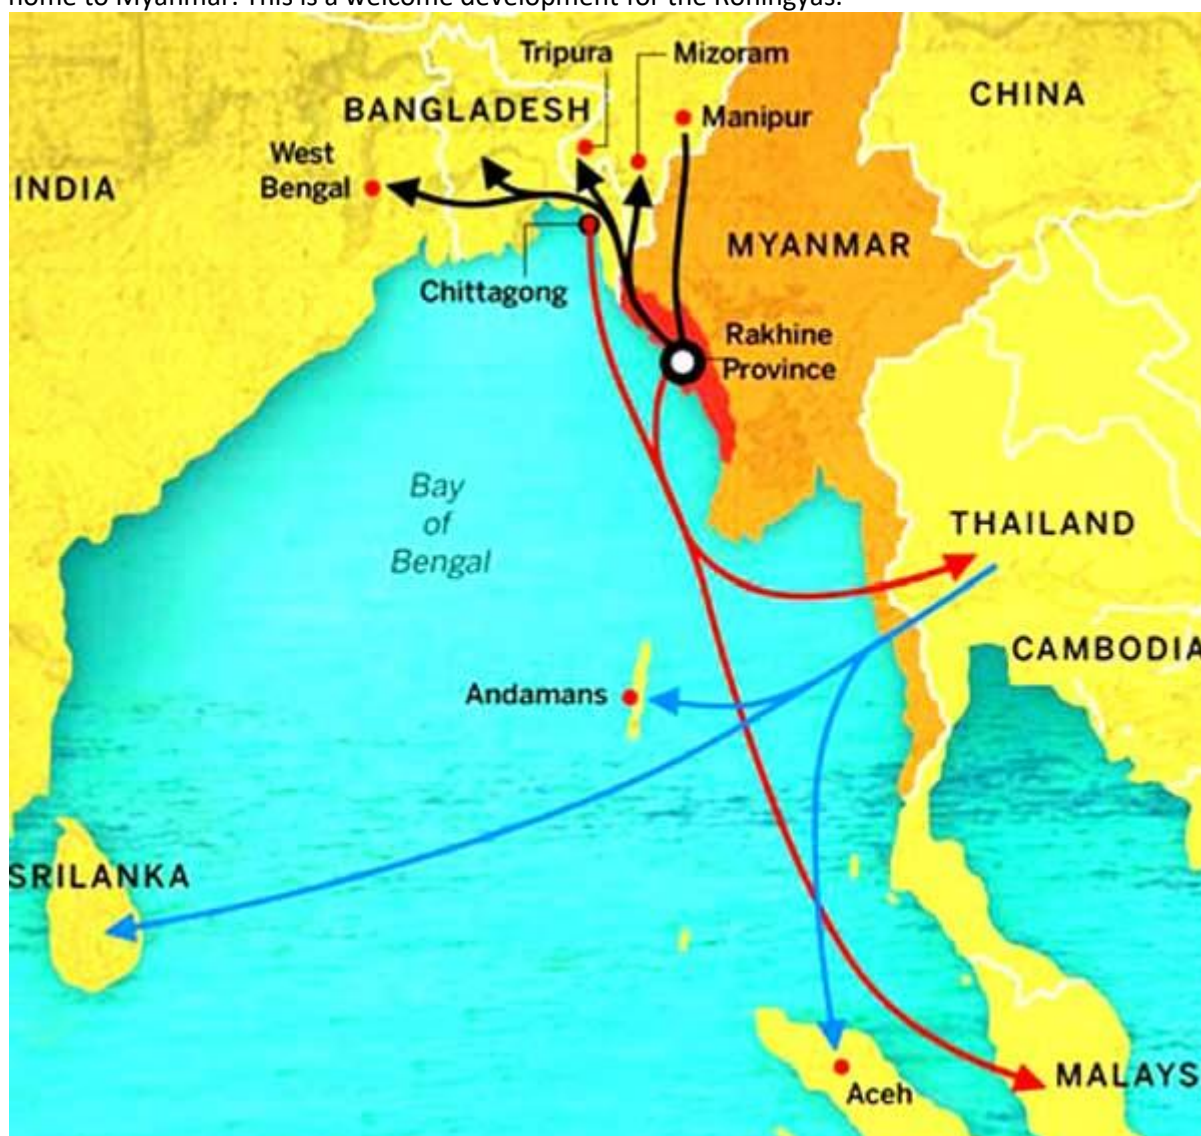 home to Myanmar. This is a welcome development for the Rohingyas.
Tripura
Mizoram
BANGLADESH
CHINA
Manipur
West
Bengal
INDIA
MYANMAR
Chittagong
Rakhine
Province
Bay
of
Bengal
THAILAND
CAMBODIA
Andamans
SRILANKA
MALAYS
Aceh